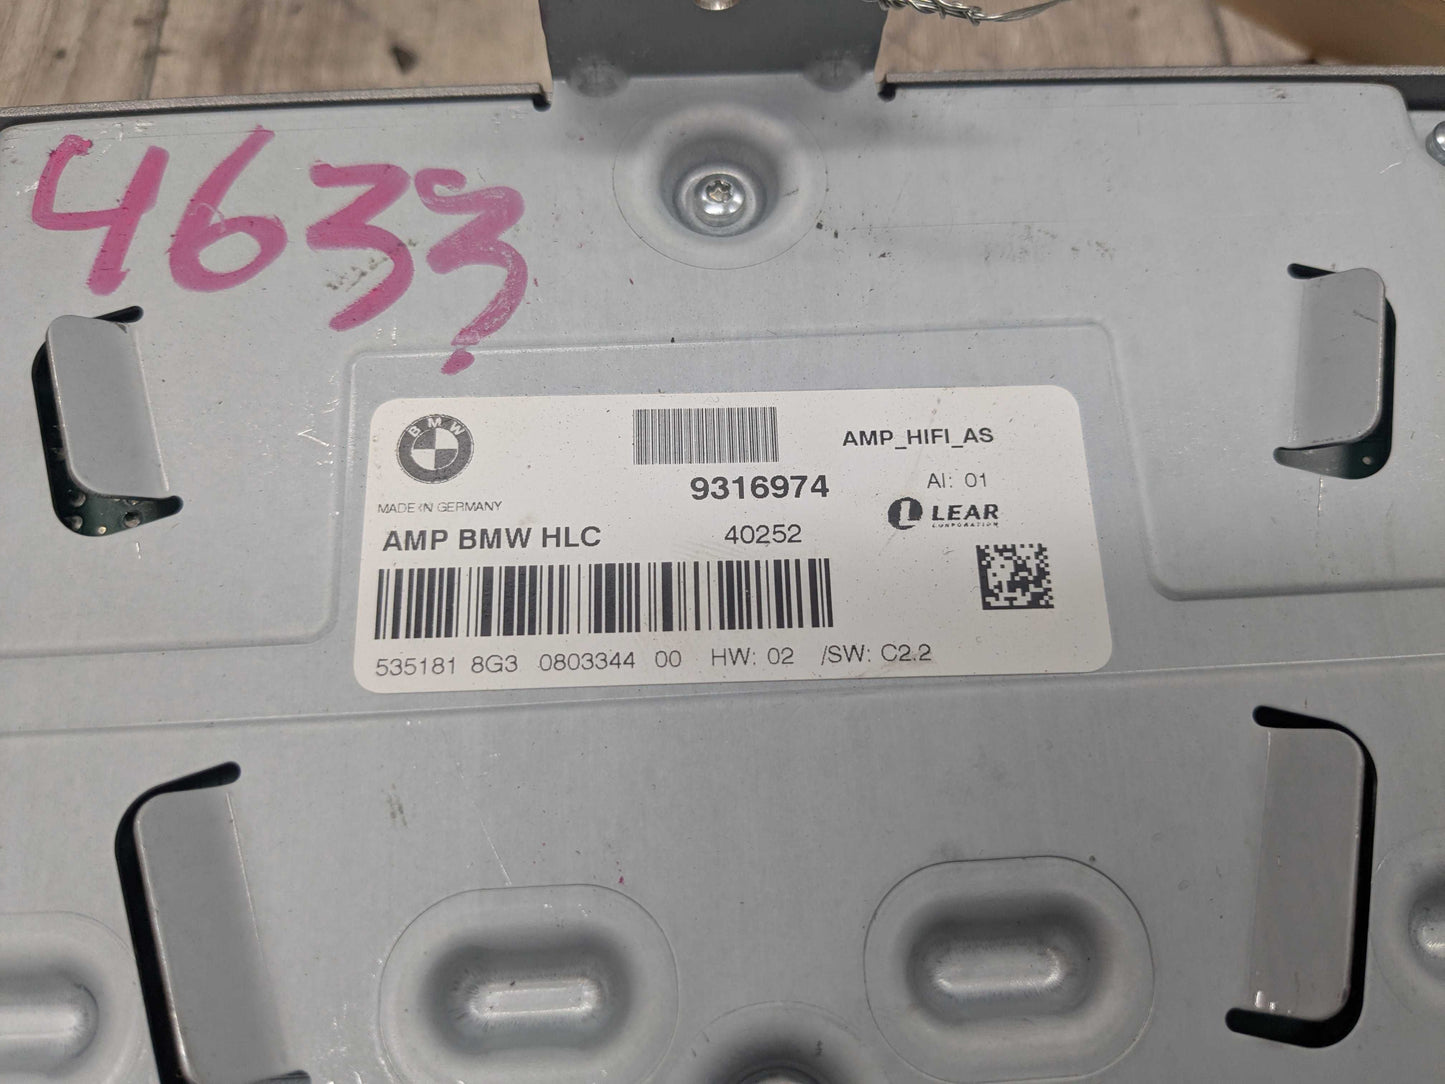 4633
BMW
AMP_HIFI_AS
9316974
AI: 01
MADE IN GERMANY
LEAR
CORPORATION
AMP BMW HLC
40252
535181 8G3 0803344 00 HW: 02 /SW: C2.2